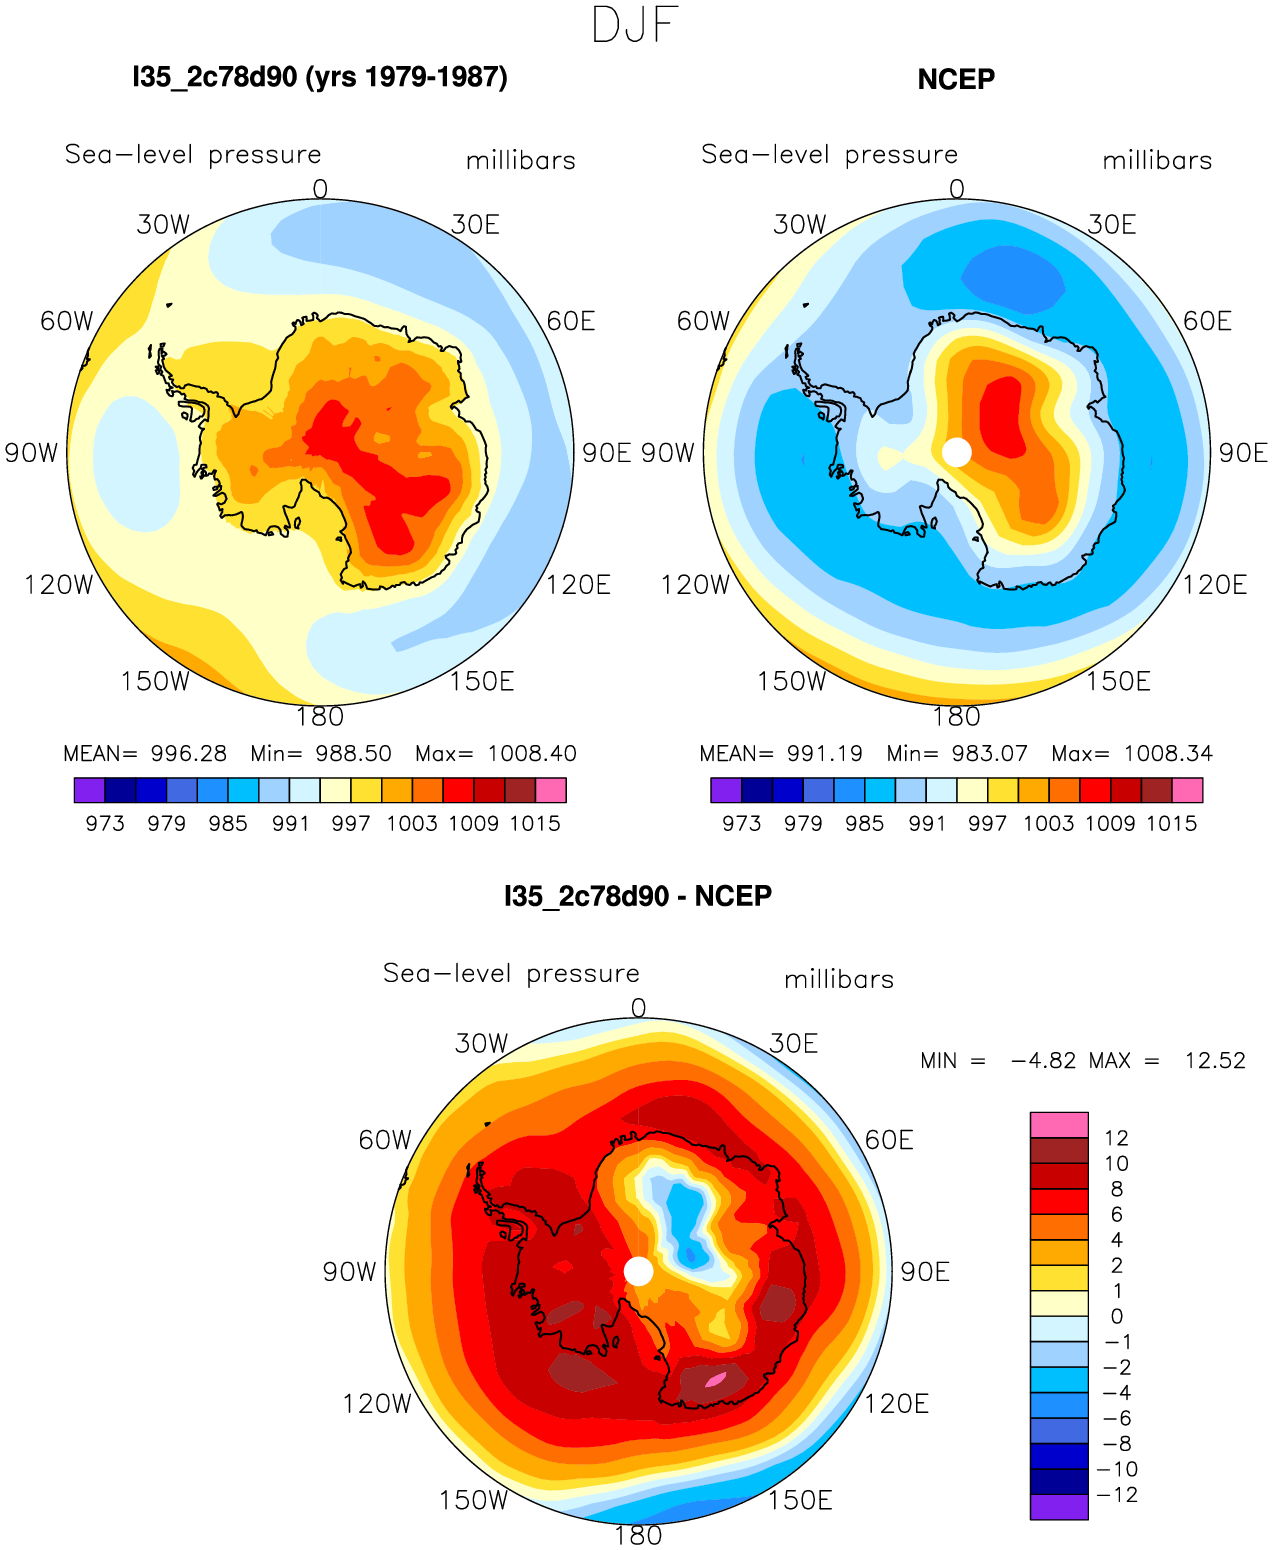 DJF
I35_2c78d90 (yrs 1979-1987)
NCEP
Sea-level pressure millibars
Sea-level pressure millibars
0
30W 30E
60W 60E
90W 90E
120W 120E
150W 150E
180
0
30W 30E
60W 60E
90W 90E
120W 120E
150W 150E
180
MEAN= 996.28 Min= 988.50 Max= 1008.40
973 979 985 991 997 1003 1009 1015
MEAN= 991.19 Min= 983.07 Max= 1008.34
973 979 985 991 997 1003 1009 1015
I35_2c78d90 - NCEP
Sea-level pressure millibars
0
30W 30E
60W 60E
90W 90E
120W 120E
150W 150E
180
MIN = -4.82 MAX = 12.52
12
10
8
6
4
2
1
0
-1
-2
-4
-6
-8
-10
-12